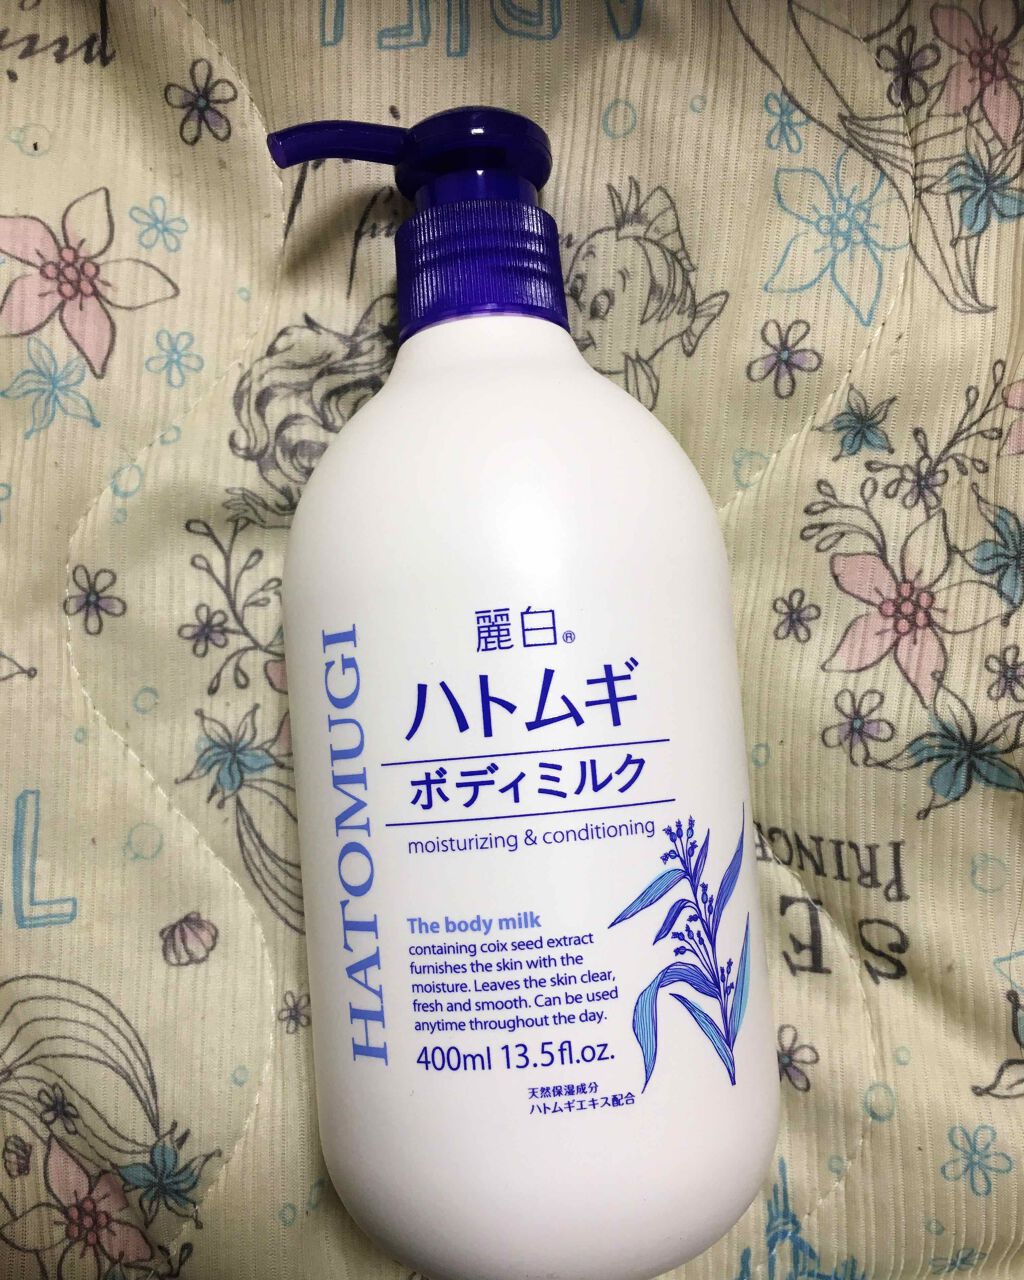 麗白®
ハトムギ
ボディミルク
moisturizing & conditioning
HATOMUGI
The body milk
containing coix seed extract
furnishes the skin with the
moisture. Leaves the skin clear,
fresh and smooth. Can be used
anytime throughout the day.
400ml 13.5fl.oz.
天然保湿成分
ハトムギエキス配合
PRINCE
SE